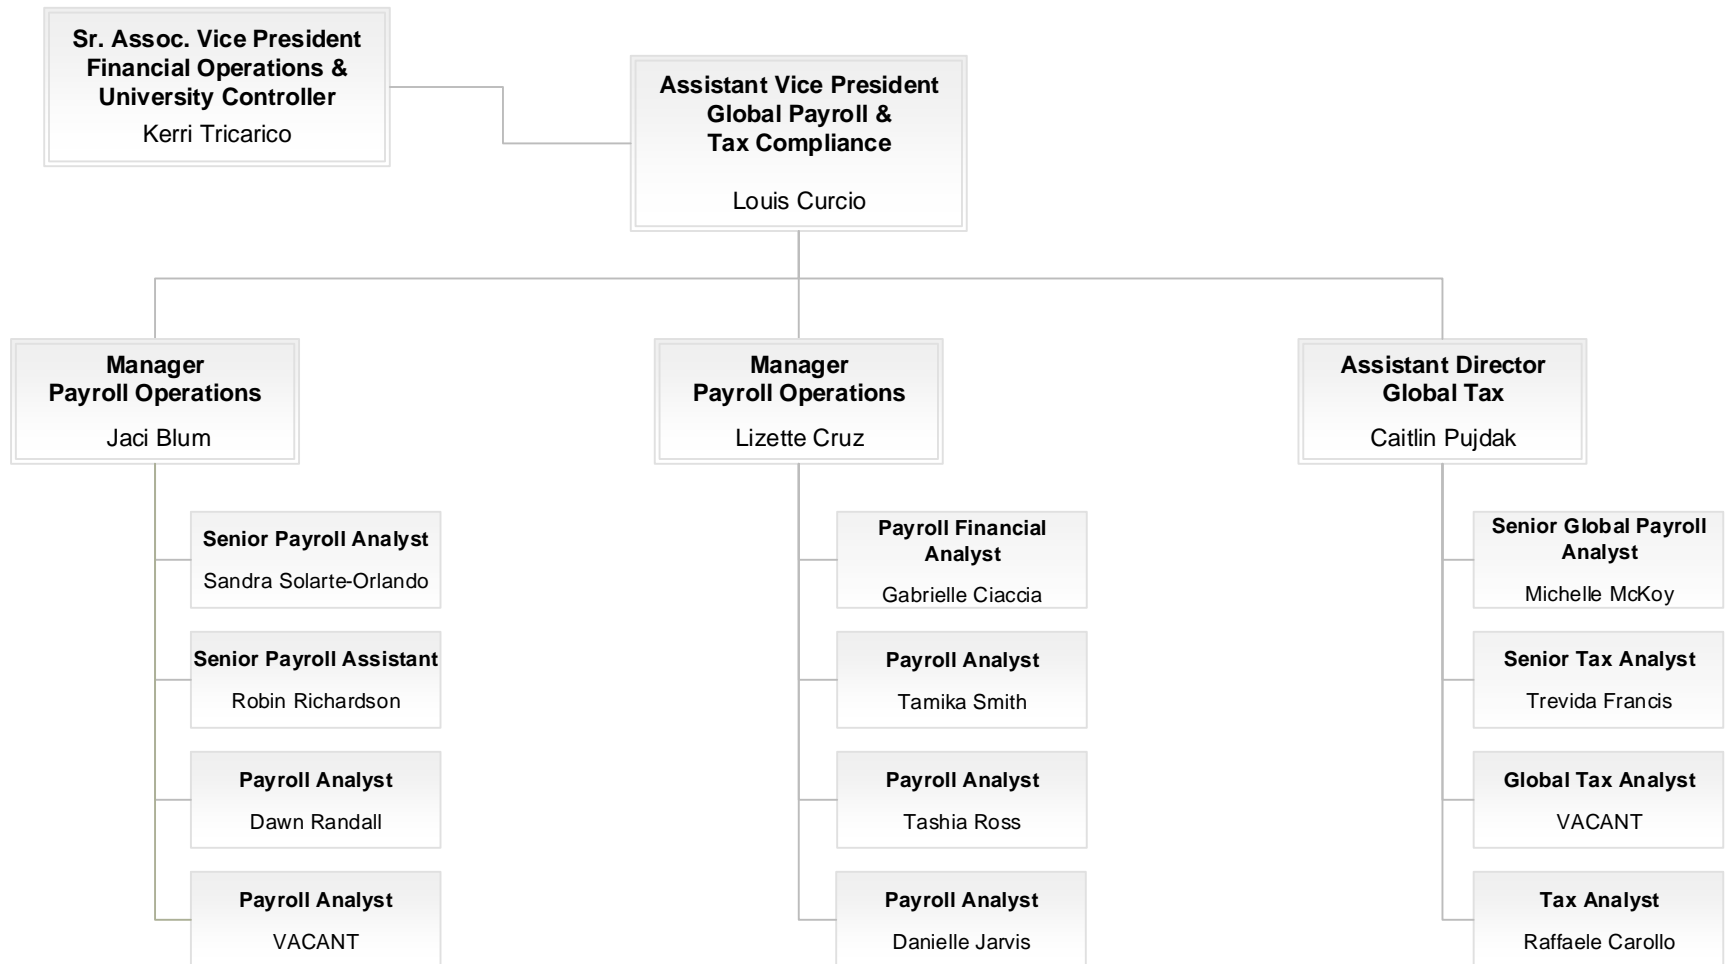 Sr. Assoc. Vice President
Financial Operations &
University Controller
Kerri Tricarico
Assistant Vice President
Global Payroll &
Tax Compliance
Louis Curcio
Manager
Payroll Operations
Jaci Blum
Manager
Payroll Operations
Lizette Cruz
Assistant Director
Global Tax
Caitlin Pujdak
Senior Payroll Analyst
Sandra Solarte-Orlando
Senior Payroll Assistant
Robin Richardson
Payroll Analyst
Dawn Randall
Payroll Analyst
VACANT
Payroll Financial
Analyst
Gabrielle Ciaccia
Payroll Analyst
Tamika Smith
Payroll Analyst
Tashia Ross
Payroll Analyst
Danielle Jarvis
Senior Global Payroll
Analyst
Michelle McKoy
Senior Tax Analyst
Trevida Francis
Global Tax Analyst
VACANT
Tax Analyst
Raffaele Carollo